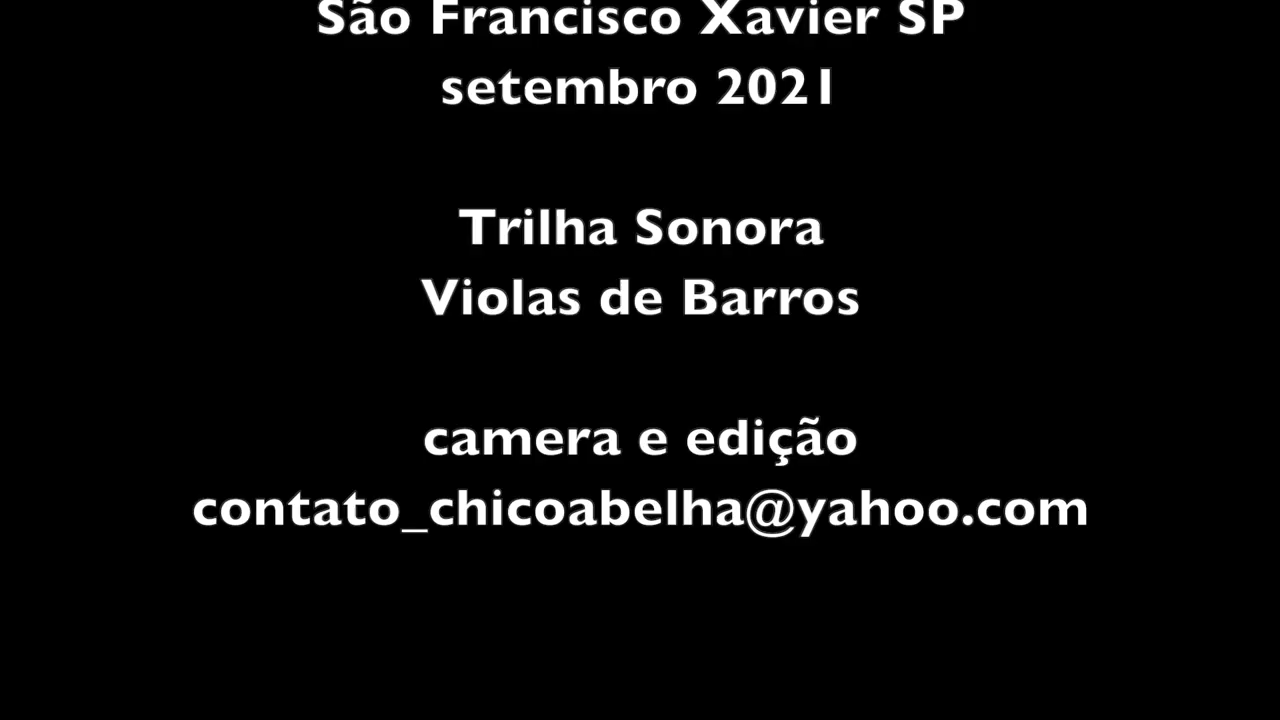 São Francisco Xavier SP
setembro 2021
Trilha Sonora
Violas de Barros
camera e edição
contato_chicoabelha@yahoo.com